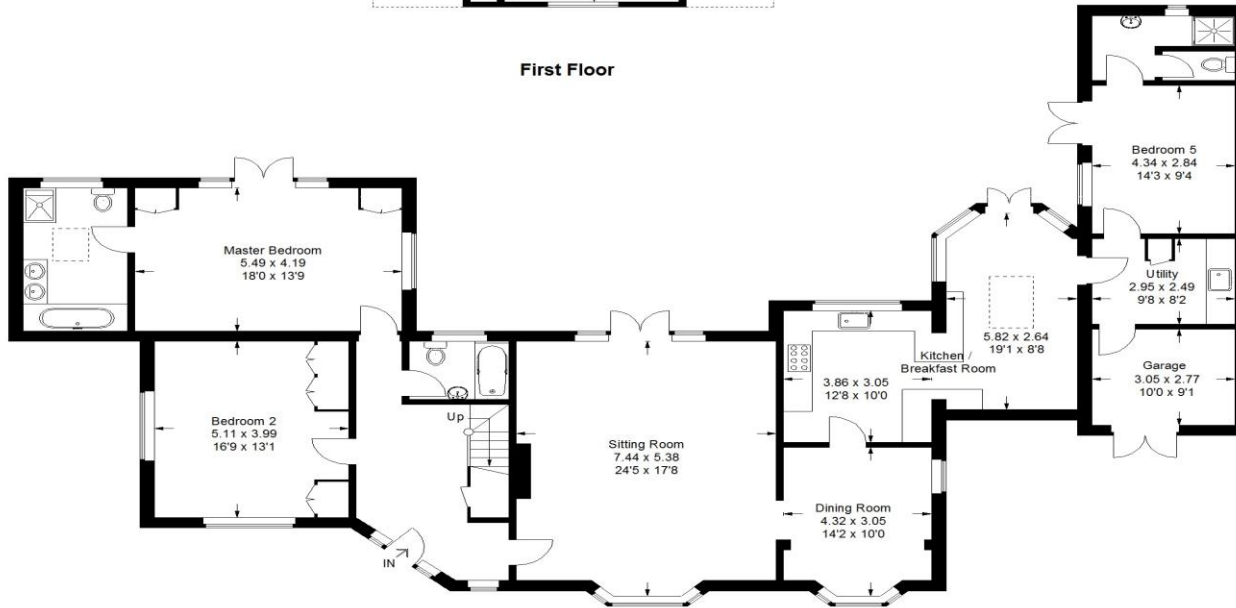 First Floor
Bedroom 5
4.34 x 2.84
14'3 x 9'4
Master Bedroom
5.49 x 4.19
18'0 x 13'9
Utility
2.95 x 2.49
9'8 x 8'2
5.82 x 2.64
19'1 x 8'8
Kitchen /
Breakfast Room
3.86 x 3.05
12'8 x 10'0
Garage
3.05 x 2.77
10'0 x 9'1
Up
Bedroom 2
5.11 x 3.99
16'9 x 13'1
Sitting Room
7.44 x 5.38
24'5 x 17'8
Dining Room
4.32 x 3.05
14'2 x 10'0
IN